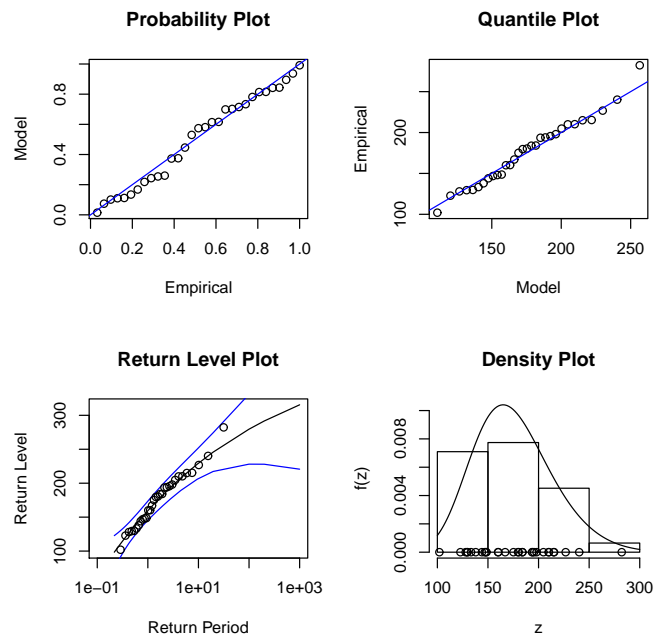 Probability Plot
Model
0.0 0.4 0.8
0.0 0.2 0.4 0.6 0.8 1.0
Empirical
Quantile Plot
Empirical
100 200
150 200 250
Model
Return Level Plot
Return Level
100 200 300
1e−01 1e+01 1e+03
Return Period
Density Plot
f(z)
0.000 0.004 0.008
100 150 200 250 300
z